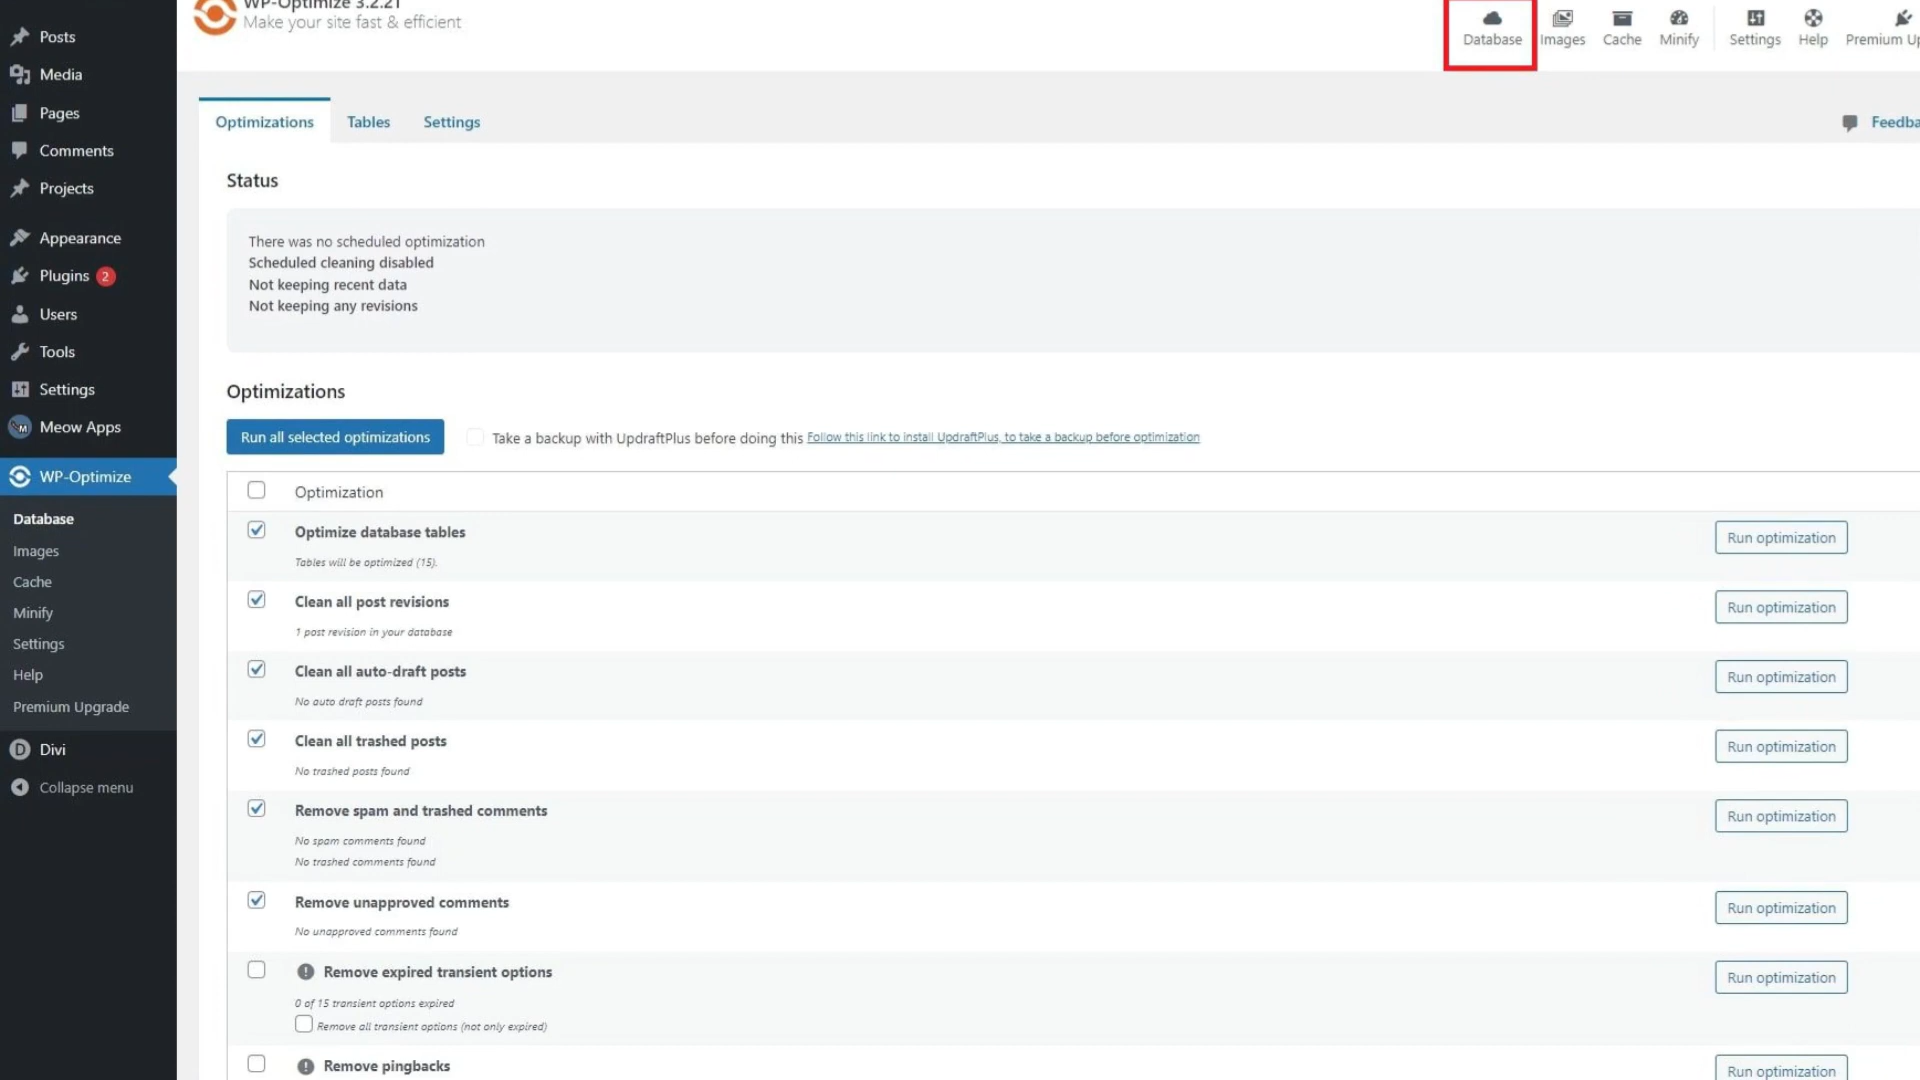 WP-Optimize 3.2.21
Make your site fast & efficient
Database
Images
Cache
Minify
Settings
Help
Premium Up
Posts
Media
Pages
Comments
Projects
Appearance
Plugins 2
Users
Tools
Settings
Meow Apps
WP-Optimize
Database
Images
Cache
Minify
Settings
Help
Premium Upgrade
Divi
Collapse menu
Optimizations
Tables
Settings
Feedba
Status
There was no scheduled optimization
Scheduled cleaning disabled
Not keeping recent data
Not keeping any revisions
Optimizations
Run all selected optimizations
Take a backup with UpdraftPlus before doing this Follow this link to install UpdraftPlus, to take a backup before optimization
Optimization
Optimize database tables
Run optimization
Tables will be optimized (15).
Clean all post revisions
Run optimization
1 post revision in your database
Clean all auto-draft posts
Run optimization
No auto draft posts found
Clean all trashed posts
Run optimization
No trashed posts found
Remove spam and trashed comments
Run optimization
No spam comments found
No trashed comments found
Remove unapproved comments
Run optimization
No unapproved comments found
Remove expired transient options
Run optimization
0 of 15 transient options expired
Remove all transient options (not only expired)
Remove pingbacks
Run optimization